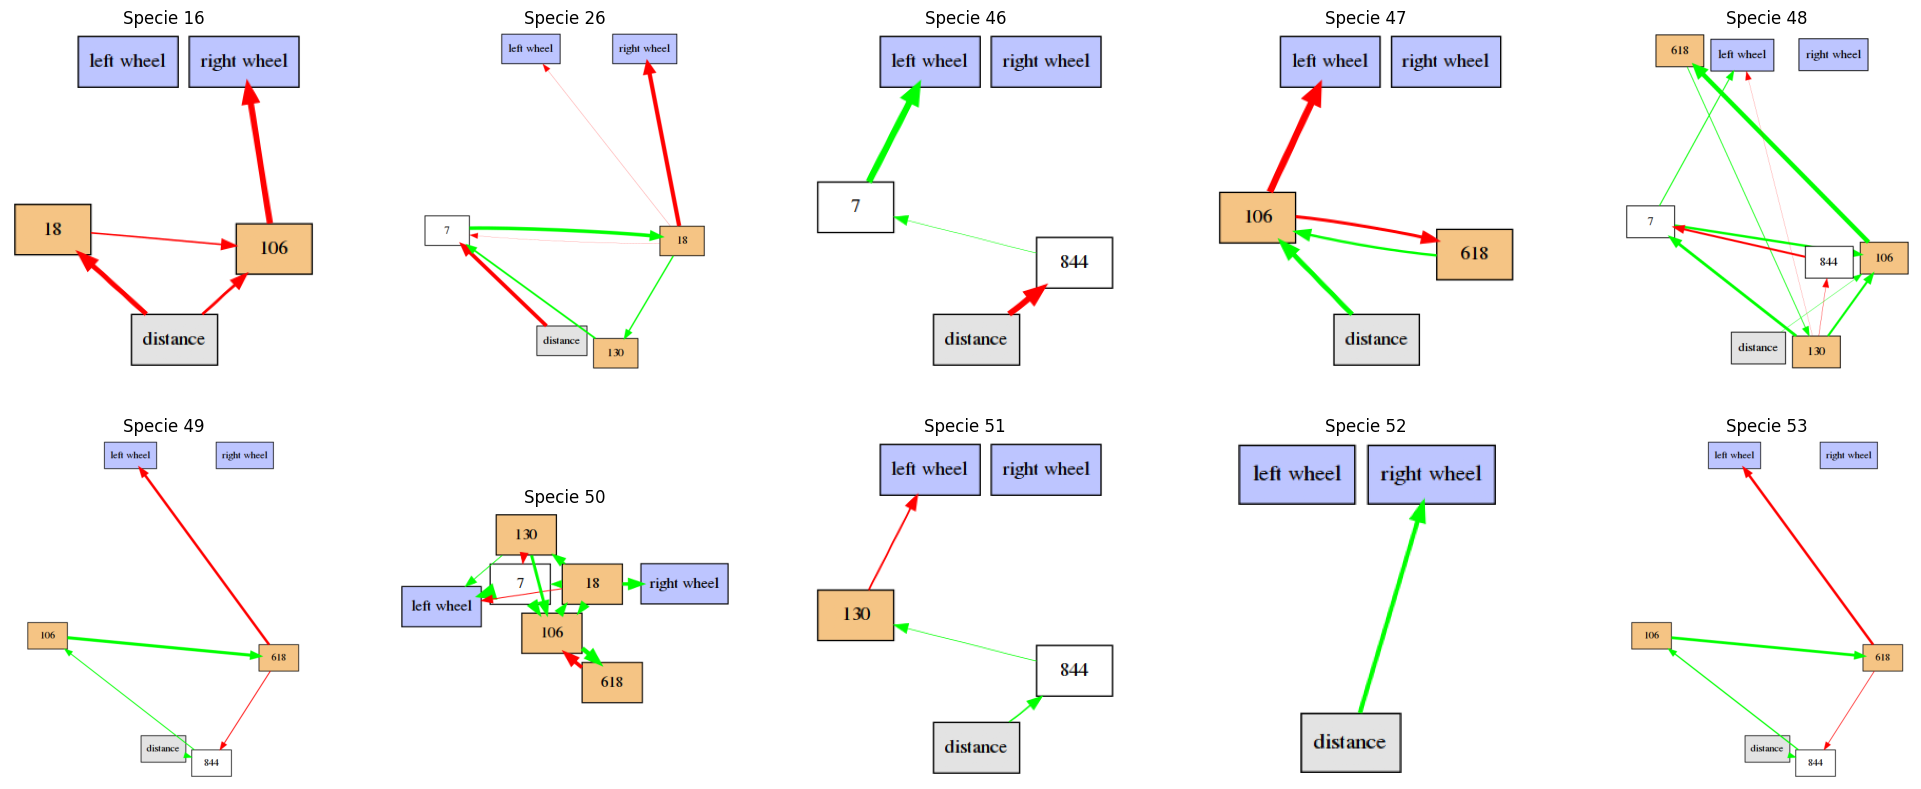 Specie 16
left wheel
right wheel
18
106
distance
Specie 26
left wheel
right wheel
7
18
distance
130
Specie 46
left wheel
right wheel
7
844
distance
Specie 47
left wheel
right wheel
106
618
distance
Specie 48
618
left wheel
right wheel
7
844
106
distance
130
Specie 49
left wheel
right wheel
106
618
distance
844
Specie 50
130
7
18
right wheel
left wheel
106
618
Specie 51
left wheel
right wheel
130
844
distance
Specie 52
left wheel
right wheel
distance
Specie 53
left wheel
right wheel
106
618
distance
844